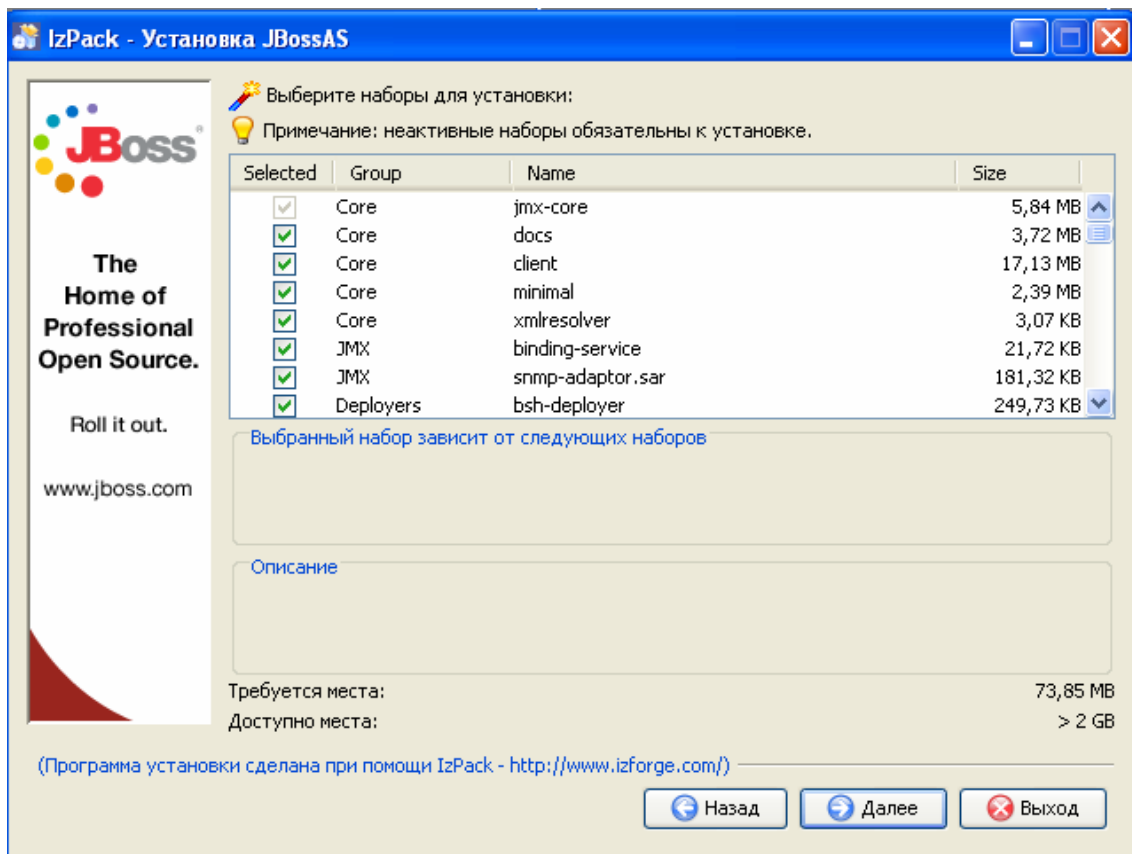 IzPack - Установка JBossAS
JBoss®
The
Home of
Professional
Open Source.
Roll it out.
www.jboss.com
Выберите наборы для установки:
Примечание: неактивные наборы обязательны к установке.
Selected Group Name Size
Core jmx-core 5,84 MB
Core docs 3,72 MB
Core client 17,13 MB
Core minimal 2,39 MB
Core xmlresolver 3,07 KB
JMX binding-service 21,72 KB
JMX snmp-adaptor.sar 181,32 KB
Deployers bsh-deployer 249,73 KB
Выбранный набор зависит от следующих наборов
Описание
Требуется места: 73,85 MB
Доступно места: > 2 GB
(Программа установки сделана при помощи IzPack - http://www.izforge.com/)
Назад Далее Выход